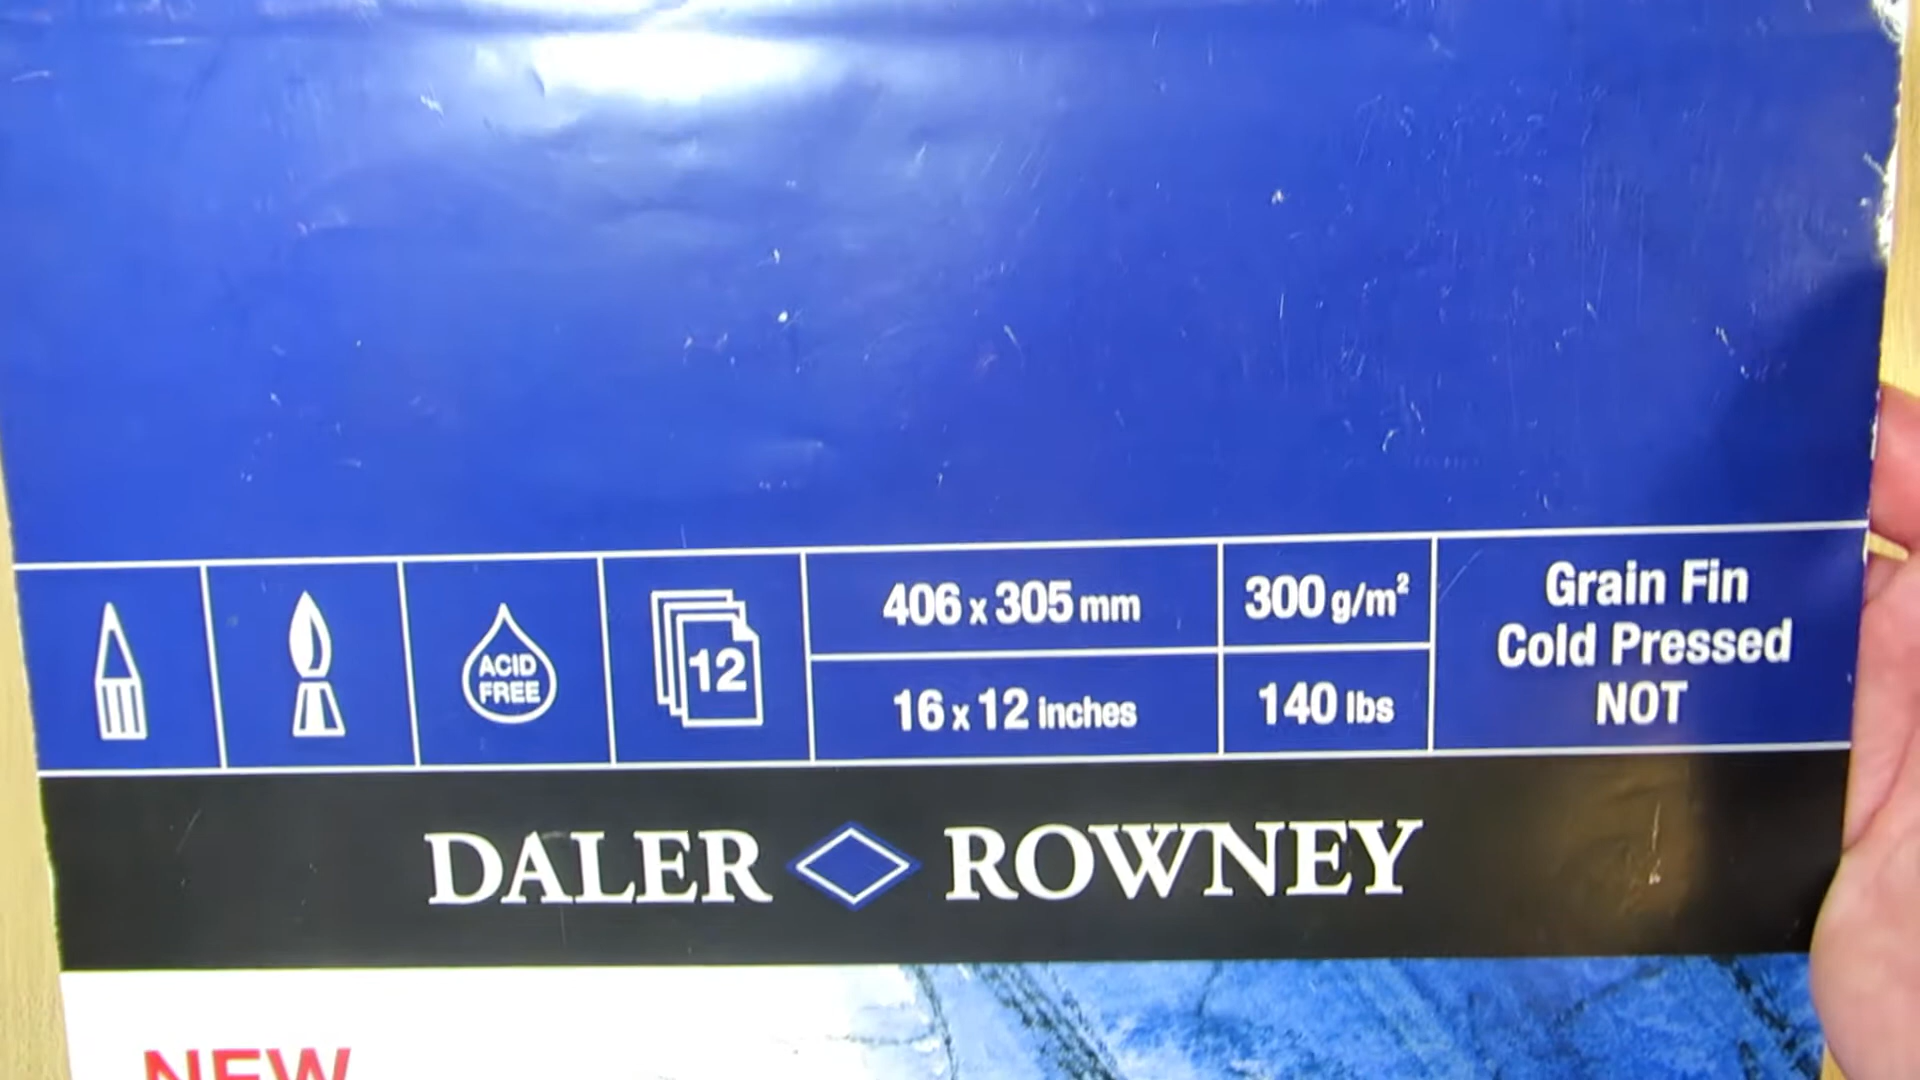 ACID
FREE
12
406 x 305 mm
16 x 12 inches
300 g/m²
140 lbs
Grain Fin
Cold Pressed
NOT
DALER ROWNEY
NEW